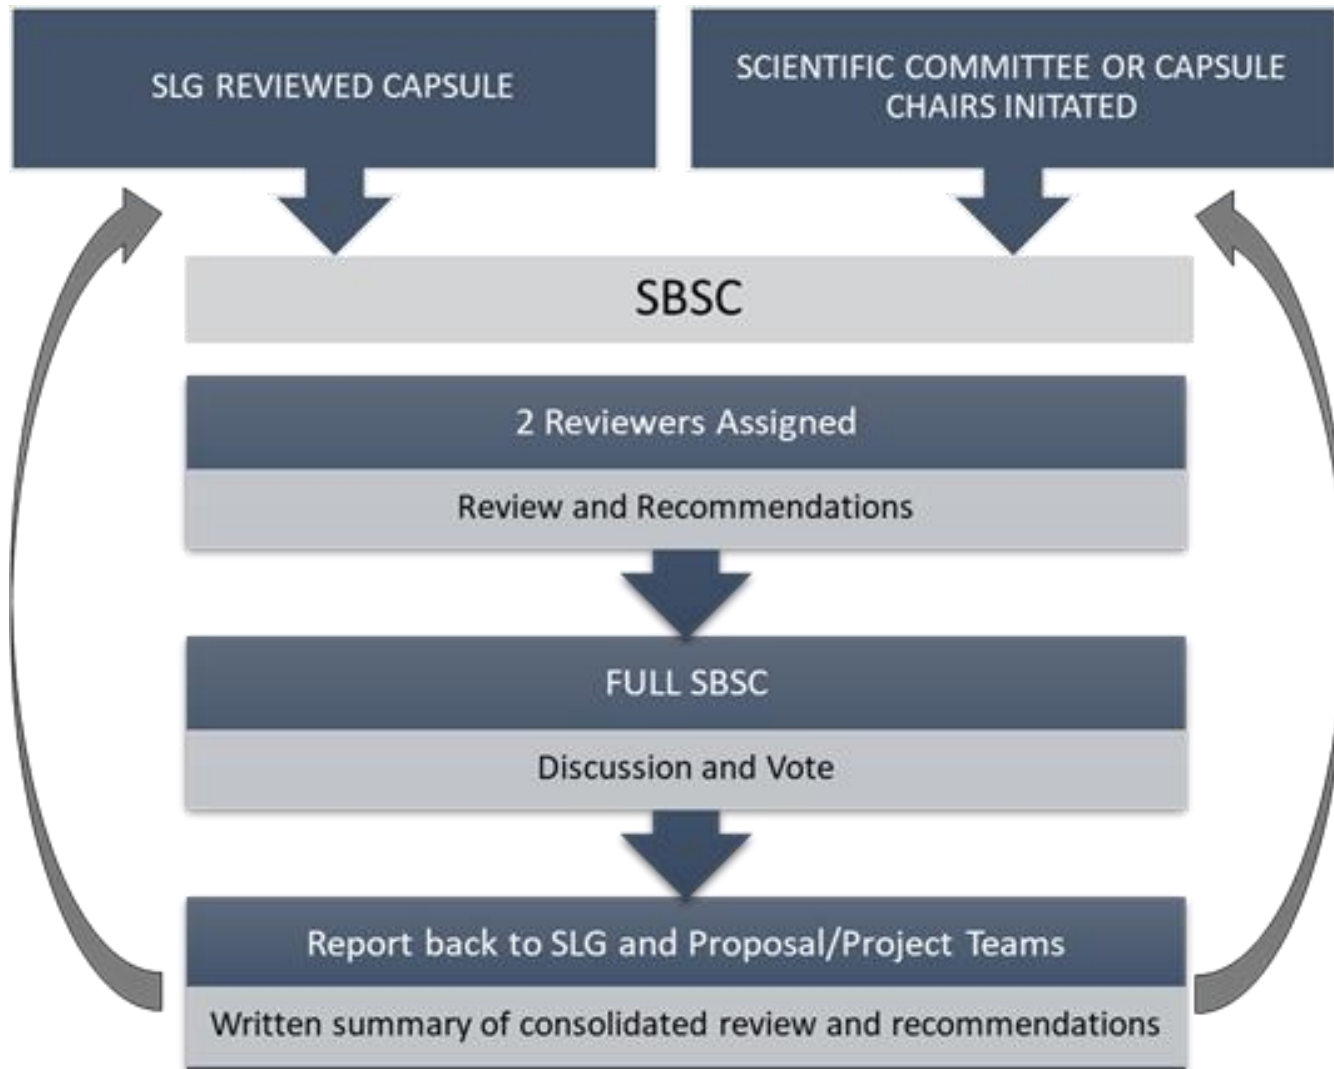 SLG REVIEWED CAPSULE
SCIENTIFIC COMMITTEE OR CAPSULE
CHAIRS INITATED
SBSC
2 Reviewers Assigned
Review and Recommendations
FULL SBSC
Discussion and Vote
Report back to SLG and Proposal/Project Teams
Written summary of consolidated review and recommendations